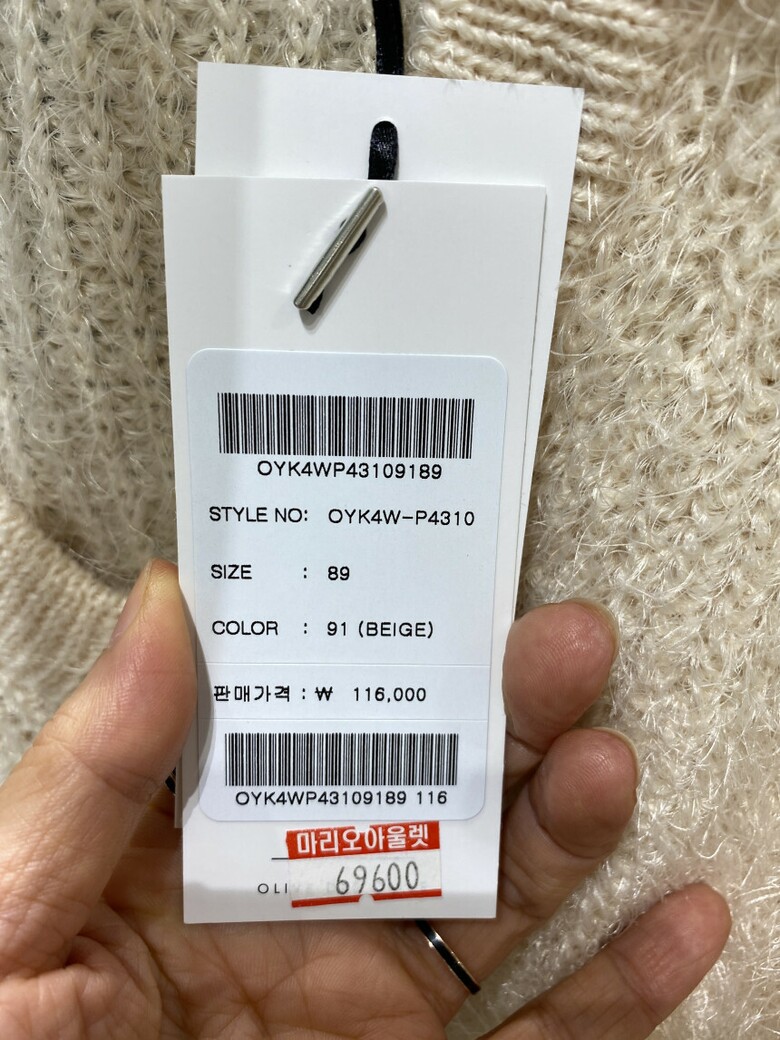 OYK4WP43109189
STYLE NO: OYK4W-P4310
SIZE : 89
COLOR : 91 (BEIGE)
판매가격 : ₩ 116,000
OYK4WP43109189 116
마리오아울렛
69600